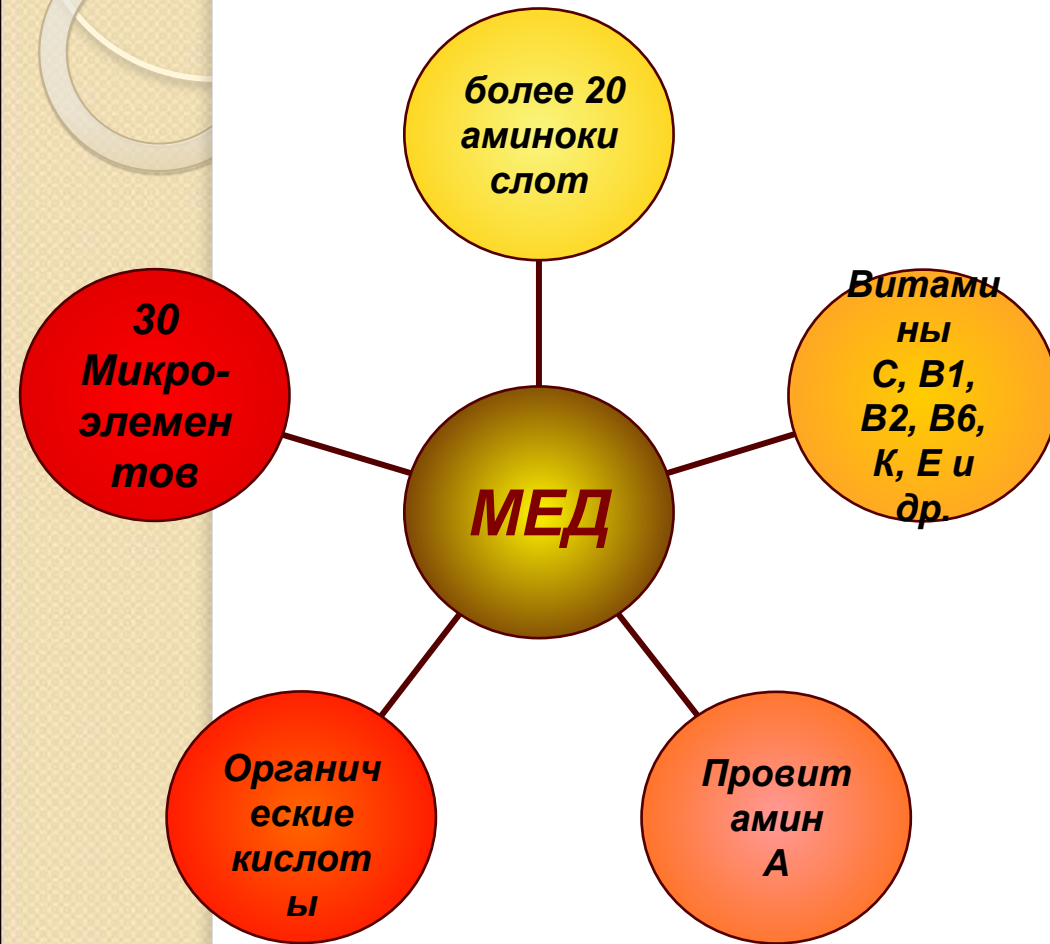 более 20
аминоки
слот
30
Микро-
элемен
тов
Витами
ны
С, В1,
В2, В6,
К, Е и
др.
МЕД
Органич
еские
кислот
ы
Провит
амин
А